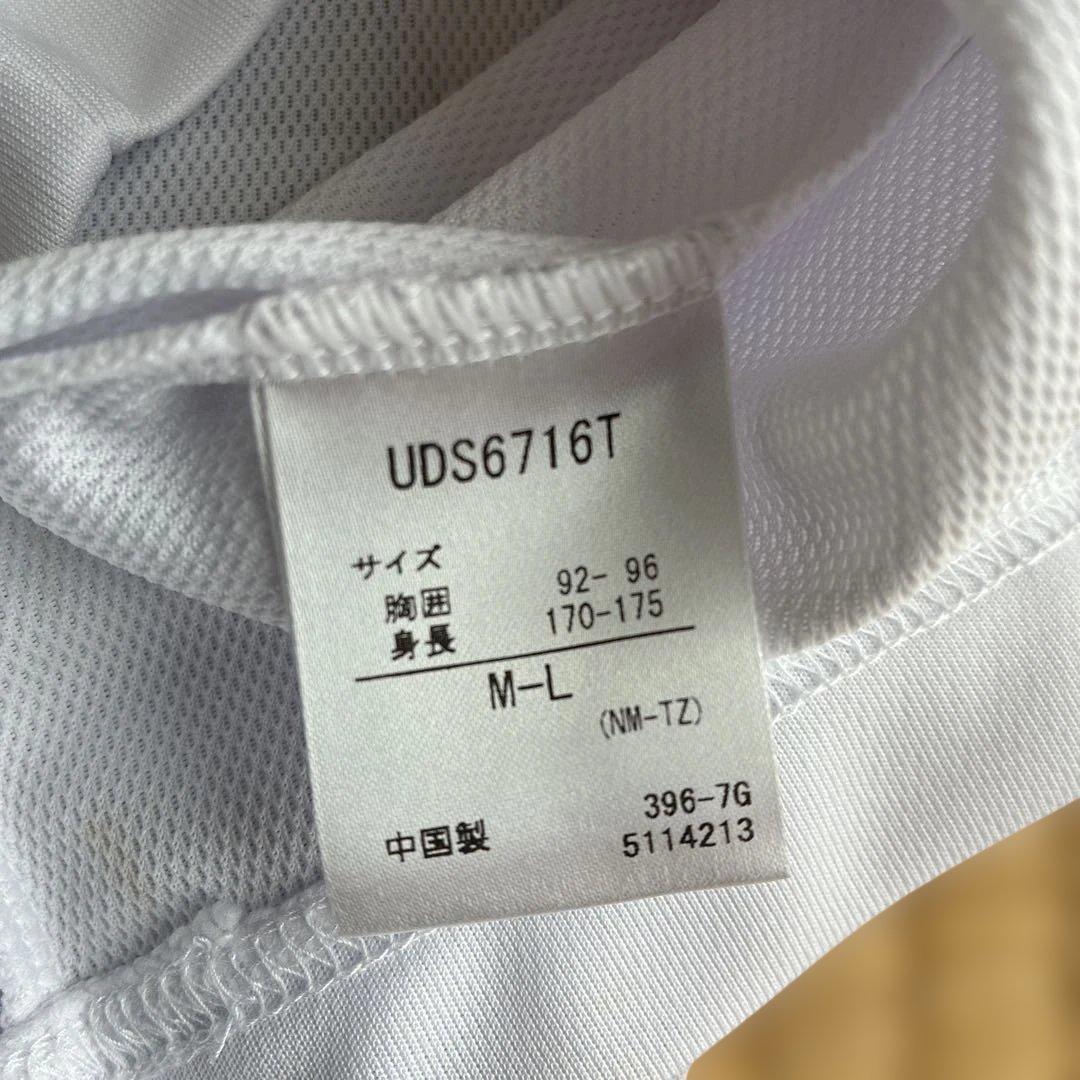 UDS6716T
サイズ
胸囲 92- 96
身長 170-175
M-L
(NM-TZ)
396-7G
中国製 5114213